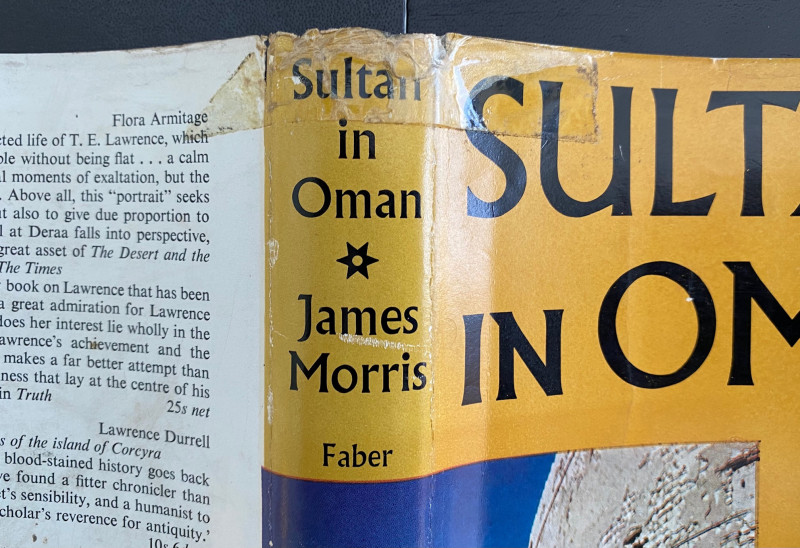 Flora Armitage
ted life of T. E. Lawrence, which
ble without being flat . . . a calm
l moments of exaltation, but the
. Above all, this "portrait" seeks
ut also to give due proportion to
l at Deraa falls into perspective,
great asset of The Desert and the
The Times
book on Lawrence that has been
a great admiration for Lawrence
does her interest lie wholly in the
awrence's achievement and the
makes a far better attempt than
ness that lay at the centre of his
in Truth
25s net
Lawrence Durrell
s of the island of Corcyra
blood-stained history goes back
ve found a fitter chronicler than
et's sensibility, and a humanist to
cholar's reverence for antiquity.'
Sultan
in
Oman
James
Morris
Faber
SULTA
IN OM